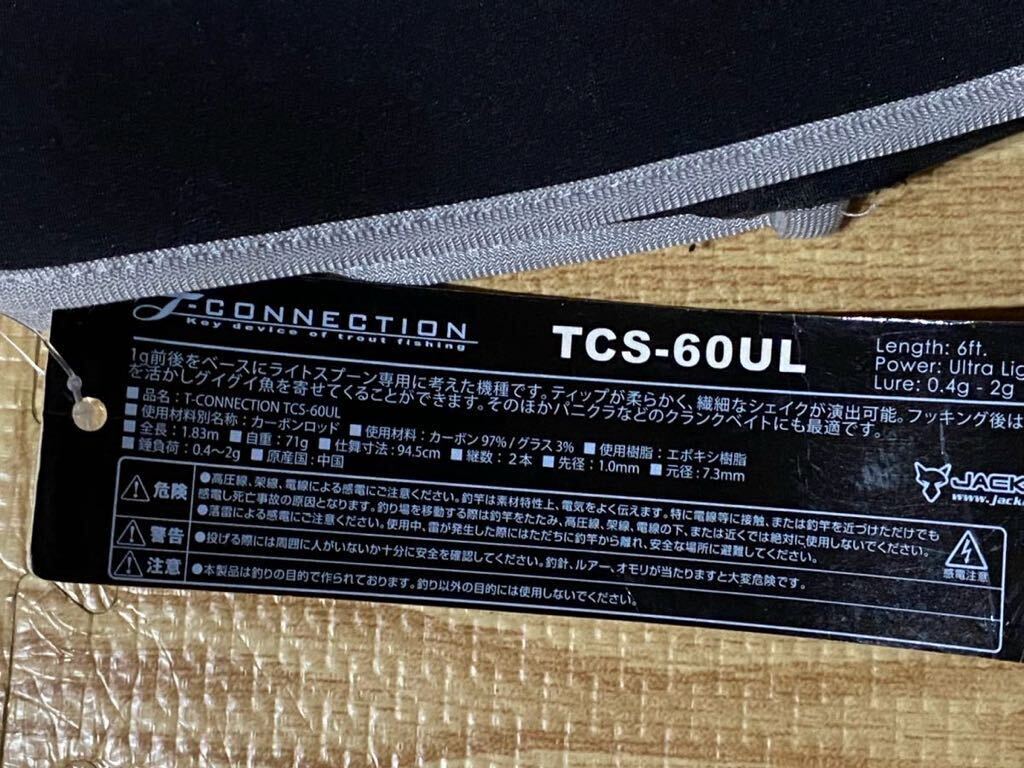 T-CONNECTION
Key device of trout fishing
TCS-60UL
Length: 6ft.
Power: Ultra Lig
Lure: 0.4g - 2g
1g前後をベースにライトスプーン専用に考えた機種です。ティップが柔らかく、繊細なシェイクが演出可能。フッキング後は
を活かしグイグイ魚を寄せてくることができます。そのほかパニクラなどのクランクベイトにも最適です。
■品名：T-CONNECTION TCS-60UL
■使用材料別名称：カーボンロッド ■使用材料：カーボン97%/グラス3% ■使用樹脂：エポキシ樹脂
■全長：1.83m ■自重：71g ■仕舞寸法：94.5cm ■継数：2本 ■先径：1.0mm ■元径：7.3mm
■錘負荷：0.4〜2g ■原産国：中国
JACK
www.jack
危険
●高圧線、架線、電線による感電にご注意ください。釣竿は素材特性上、電気をよく伝えます。特に電線等に接触、または釣竿を近づけただけでも
感電し死亡事故の原因となります。釣り場を移動する際は釣竿をたたみ、高圧線、架線、電線の下、または近くでは絶対に使用しないでください。
●落雷による感電にご注意ください。使用中、雷が発生した際にはただちに釣竿から離れ、安全な場所に避難してください。
感電注意
警告
●投げる際には周囲に人がいないか十分に安全を確認してください。釣針、ルアー、オモリが当たりますと大変危険です。
注意
●本製品は釣りの目的で作られております。釣り以外の目的には使用しないでください。